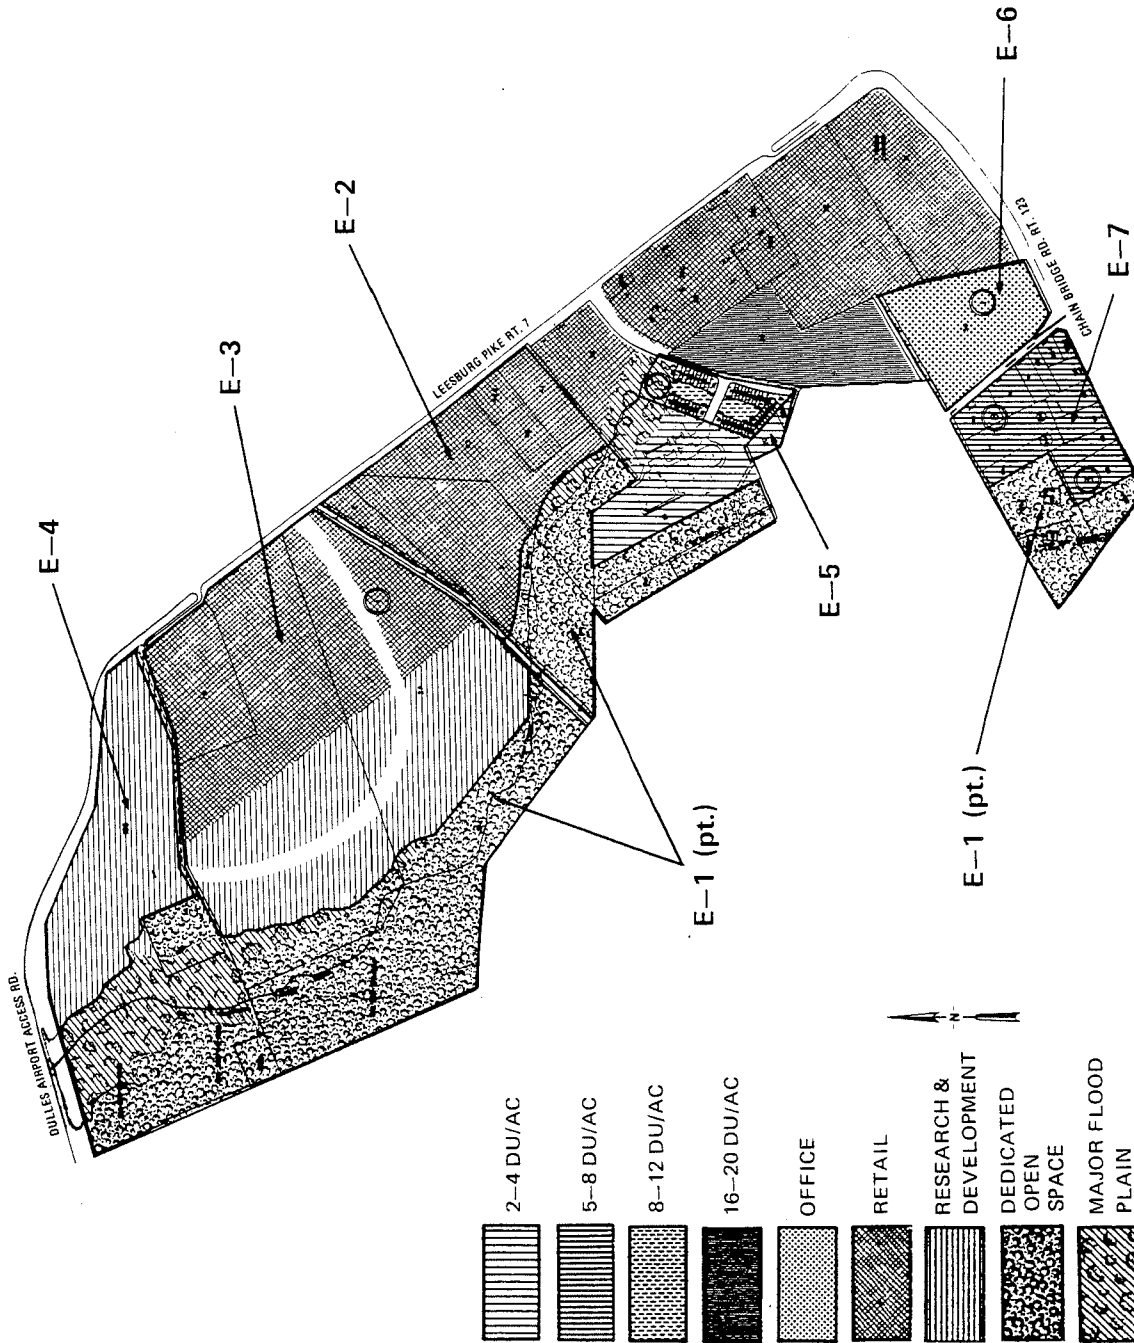 DULLES AIRPORT ACCESS RD.
E-4
E-3
E-2
LEESBURG PIKE RT. 7
E-6
CHAIN BRIDGE RD. RT. 123
E-7
E-5
E-1 (pt.)
E-1 (pt.)
N
2-4 DU/AC
5-8 DU/AC
8-12 DU/AC
16-20 DU/AC
OFFICE
RETAIL
RESEARCH &
DEVELOPMENT
DEDICATED
OPEN
SPACE
MAJOR FLOOD
PLAIN